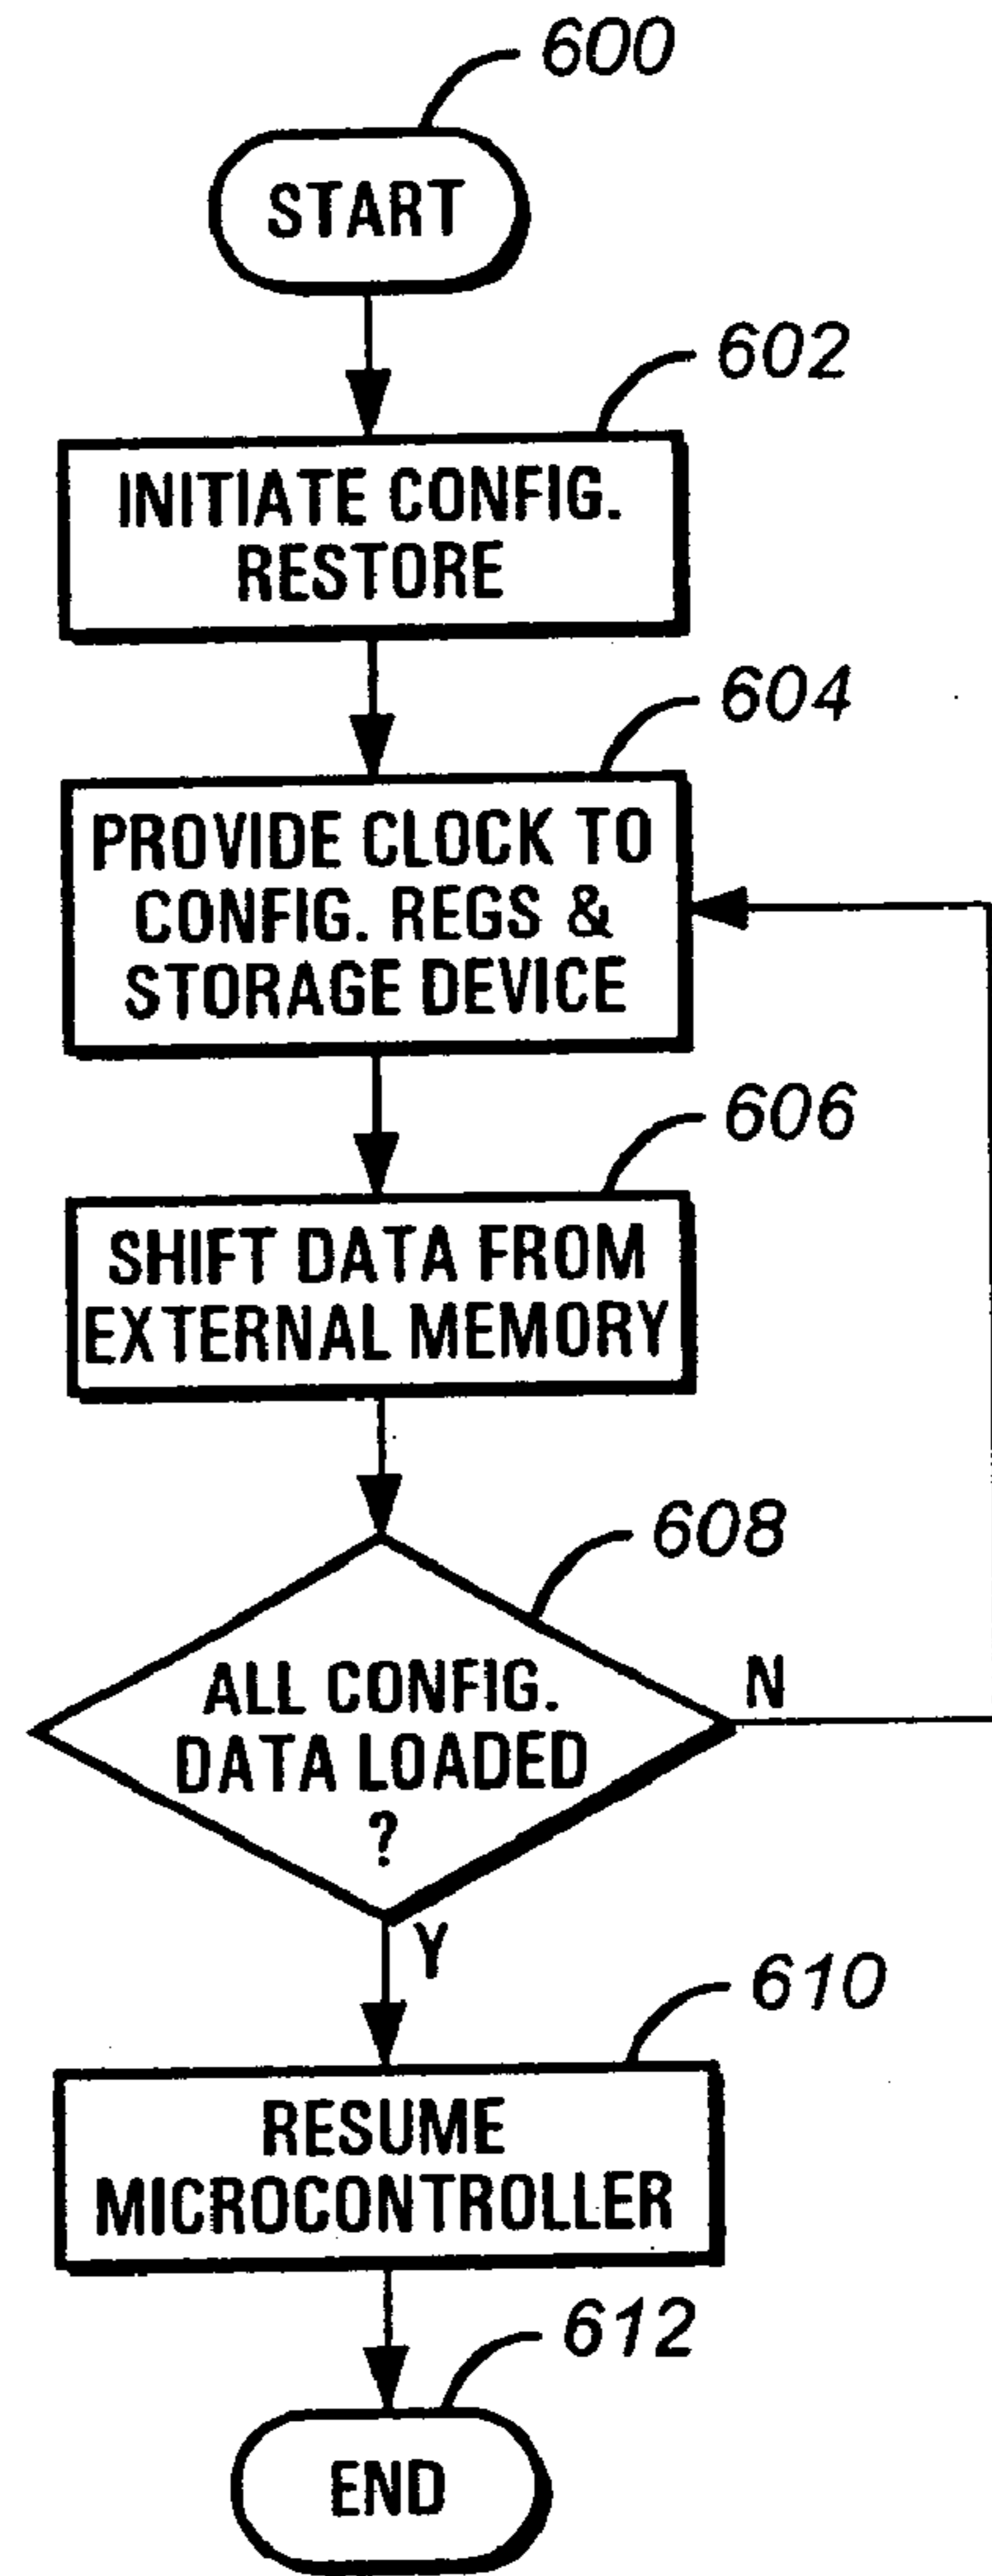 600
START
602
INITIATE CONFIG.
RESTORE
604
PROVIDE CLOCK TO
CONFIG. REGS &
STORAGE DEVICE
606
SHIFT DATA FROM
EXTERNAL MEMORY
608
ALL CONFIG.
DATA LOADED
?
N
Y
610
RESUME
MICROCONTROLLER
612
END